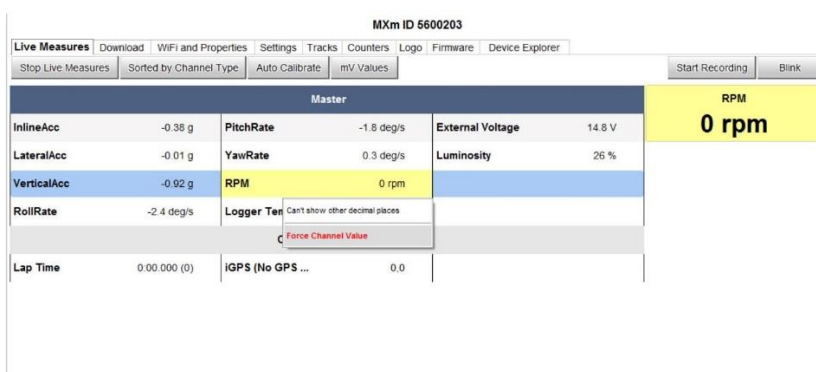 MXm ID 5600203
Live Measures Download WiFi and Properties Settings Tracks Counters Logo Firmware Device Explorer
Stop Live Measures Sorted by Channel Type Auto Calibrate mV Values Start Recording Blink
Master RPM
0 rpm
InlineAcc -0.38 g PitchRate -1.8 deg/s External Voltage 14.8 V
LateralAcc -0.01 g YawRate 0.3 deg/s Luminosity 26 %
VerticalAcc -0.92 g RPM 0 rpm
RollRate -2.4 deg/s Logger Can't show other decimal places
Force Channel Value
Lap Time 0:00.000 (0) iGPS (No GPS ... 0.0